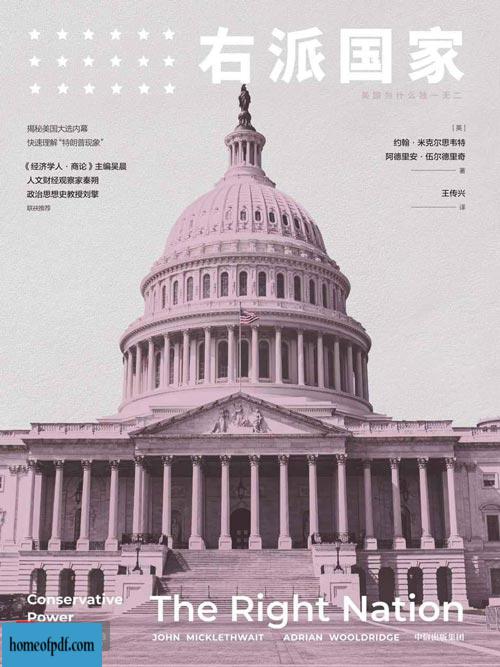 右派国家
美国为什么独一无二
揭秘美国大选内幕
快速理解“特朗普现象”
《经济学人·商论》主编吴晨
人文财经观察家秦朔
政治思想史教授刘擎
联袂推荐
[英]
约翰·米克尔思韦特
阿德里安·伍尔德里奇
著
王传兴
译
Conservative
Power
The Right Nation
JOHN MICKLETHWAIT ADRIAN WOOLDRIDGE 中信出版集团
homeofpdf.com